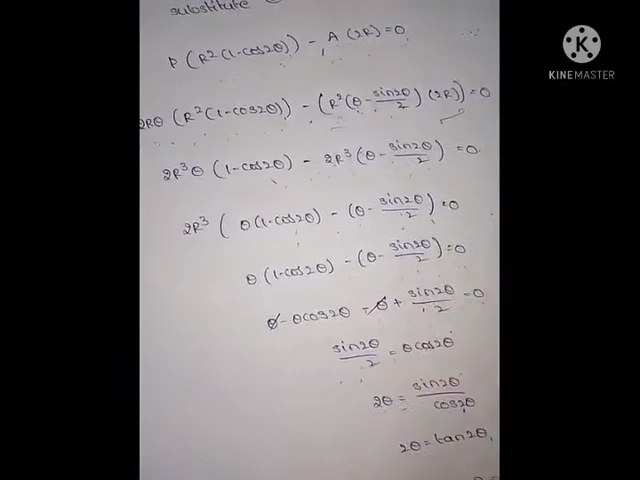 substitute
P(R²(1-cos2θ)) - A(2R)=0
2Rθ(R²(1-cos2θ)) - (R²(θ-sin2θ/2)(2R))=0
2R³θ(1-cos2θ) - 2R³(θ-sin2θ/2)=0.
2R³(θ(1-cos2θ)-(θ-sin2θ/2)=0
θ(1-cos2θ)-(θ-sin2θ/2)=0
θ-θcos2θ=θ+sin2θ/2=0
sin2θ/2=θcos2θ
2θ=sin2θ/cos2θ
2θ=tan2θ,
KINEMASTER